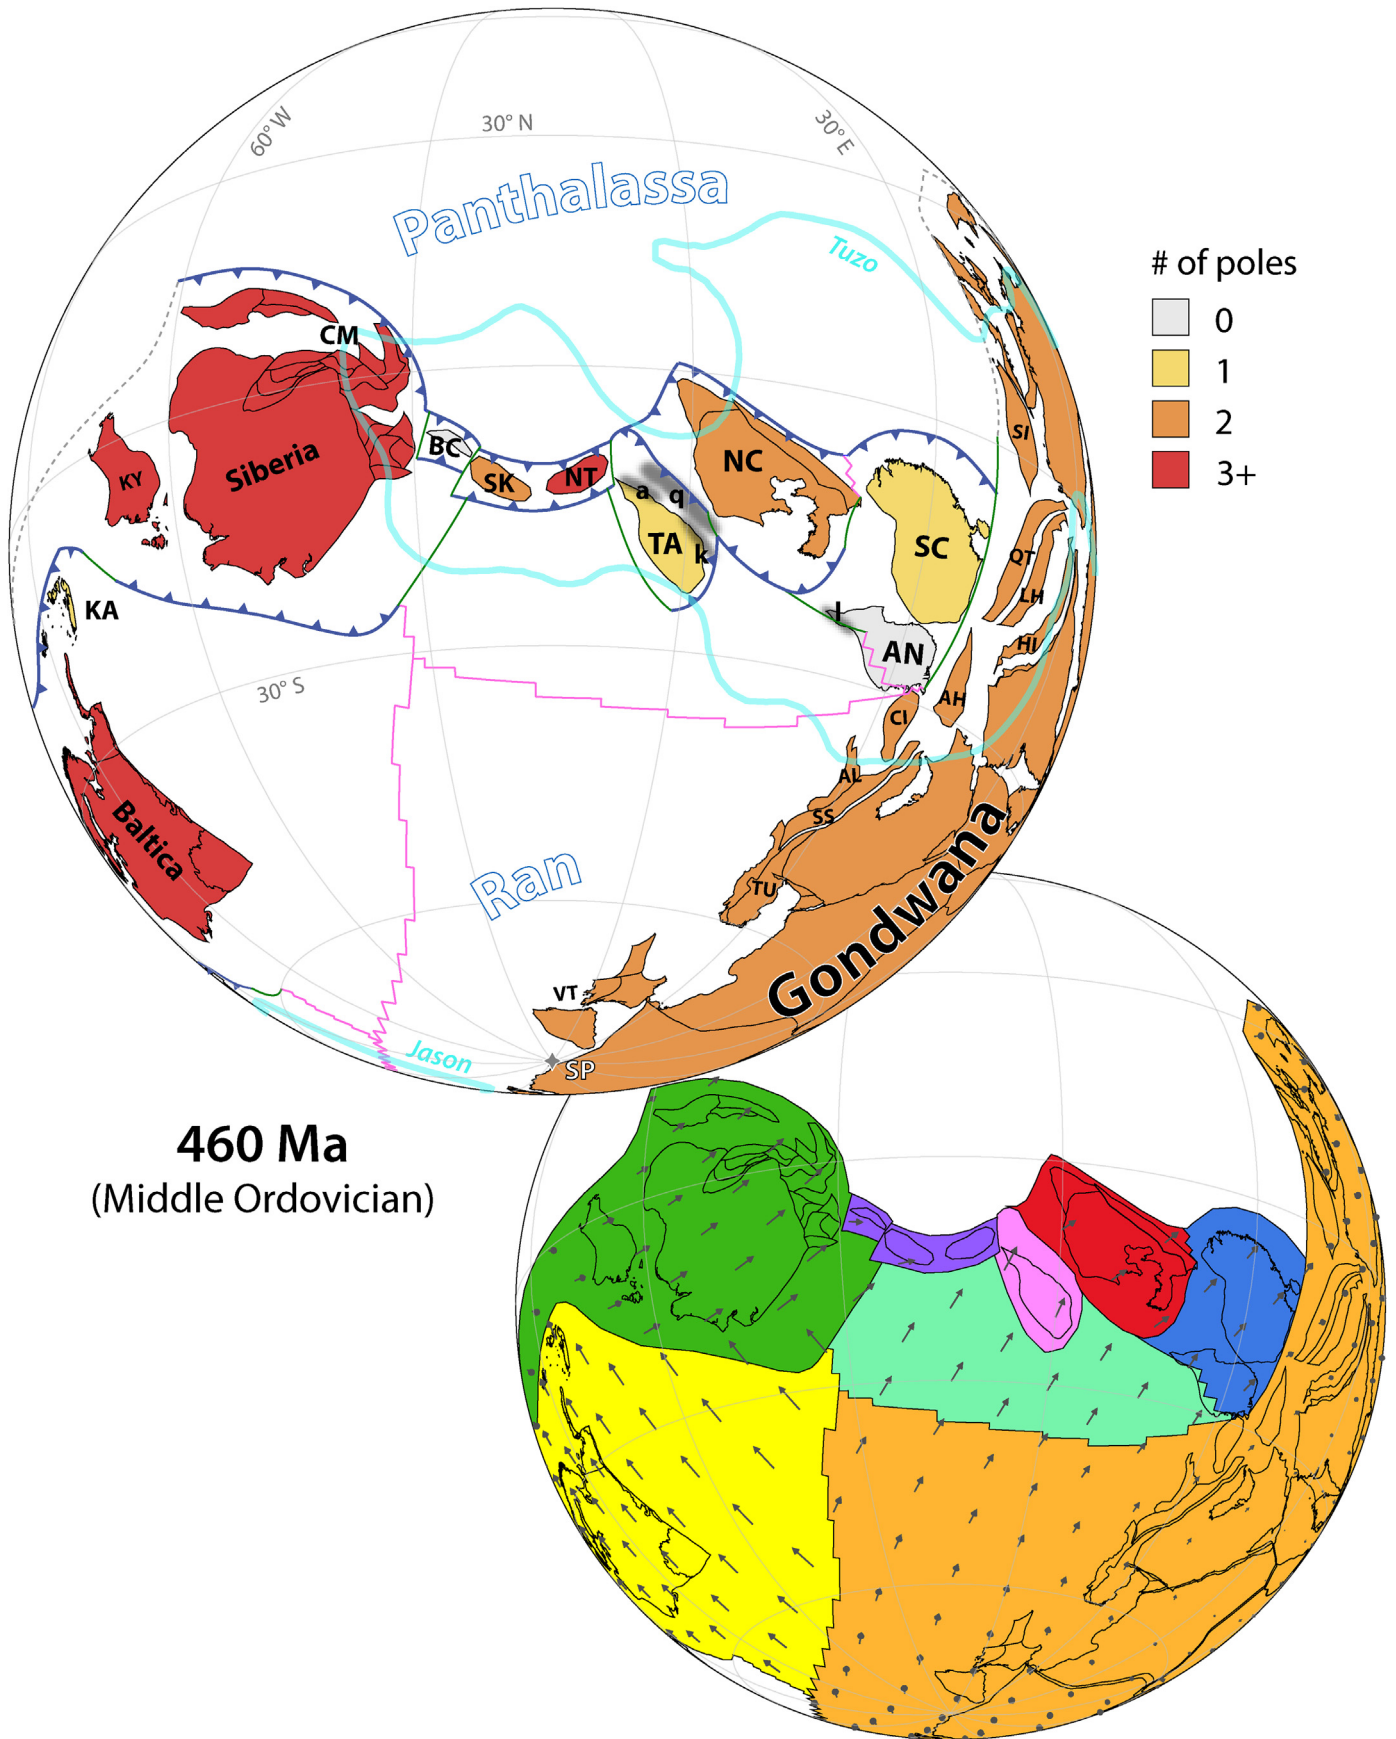 60° W
30° N
30° E
Panthalassa
Tuzo
# of poles
0
1
2
3+
CM
BC
SK
NT
NC
SI
KY
Siberia
a
q
TA
k
SC
QT
LH
KA
l
HI
AN
30° S
AH
CI
AL
Baltica
SS
TU
Ran
Gondwana
VT
Jason
SP
460 Ma
(Middle Ordovician)